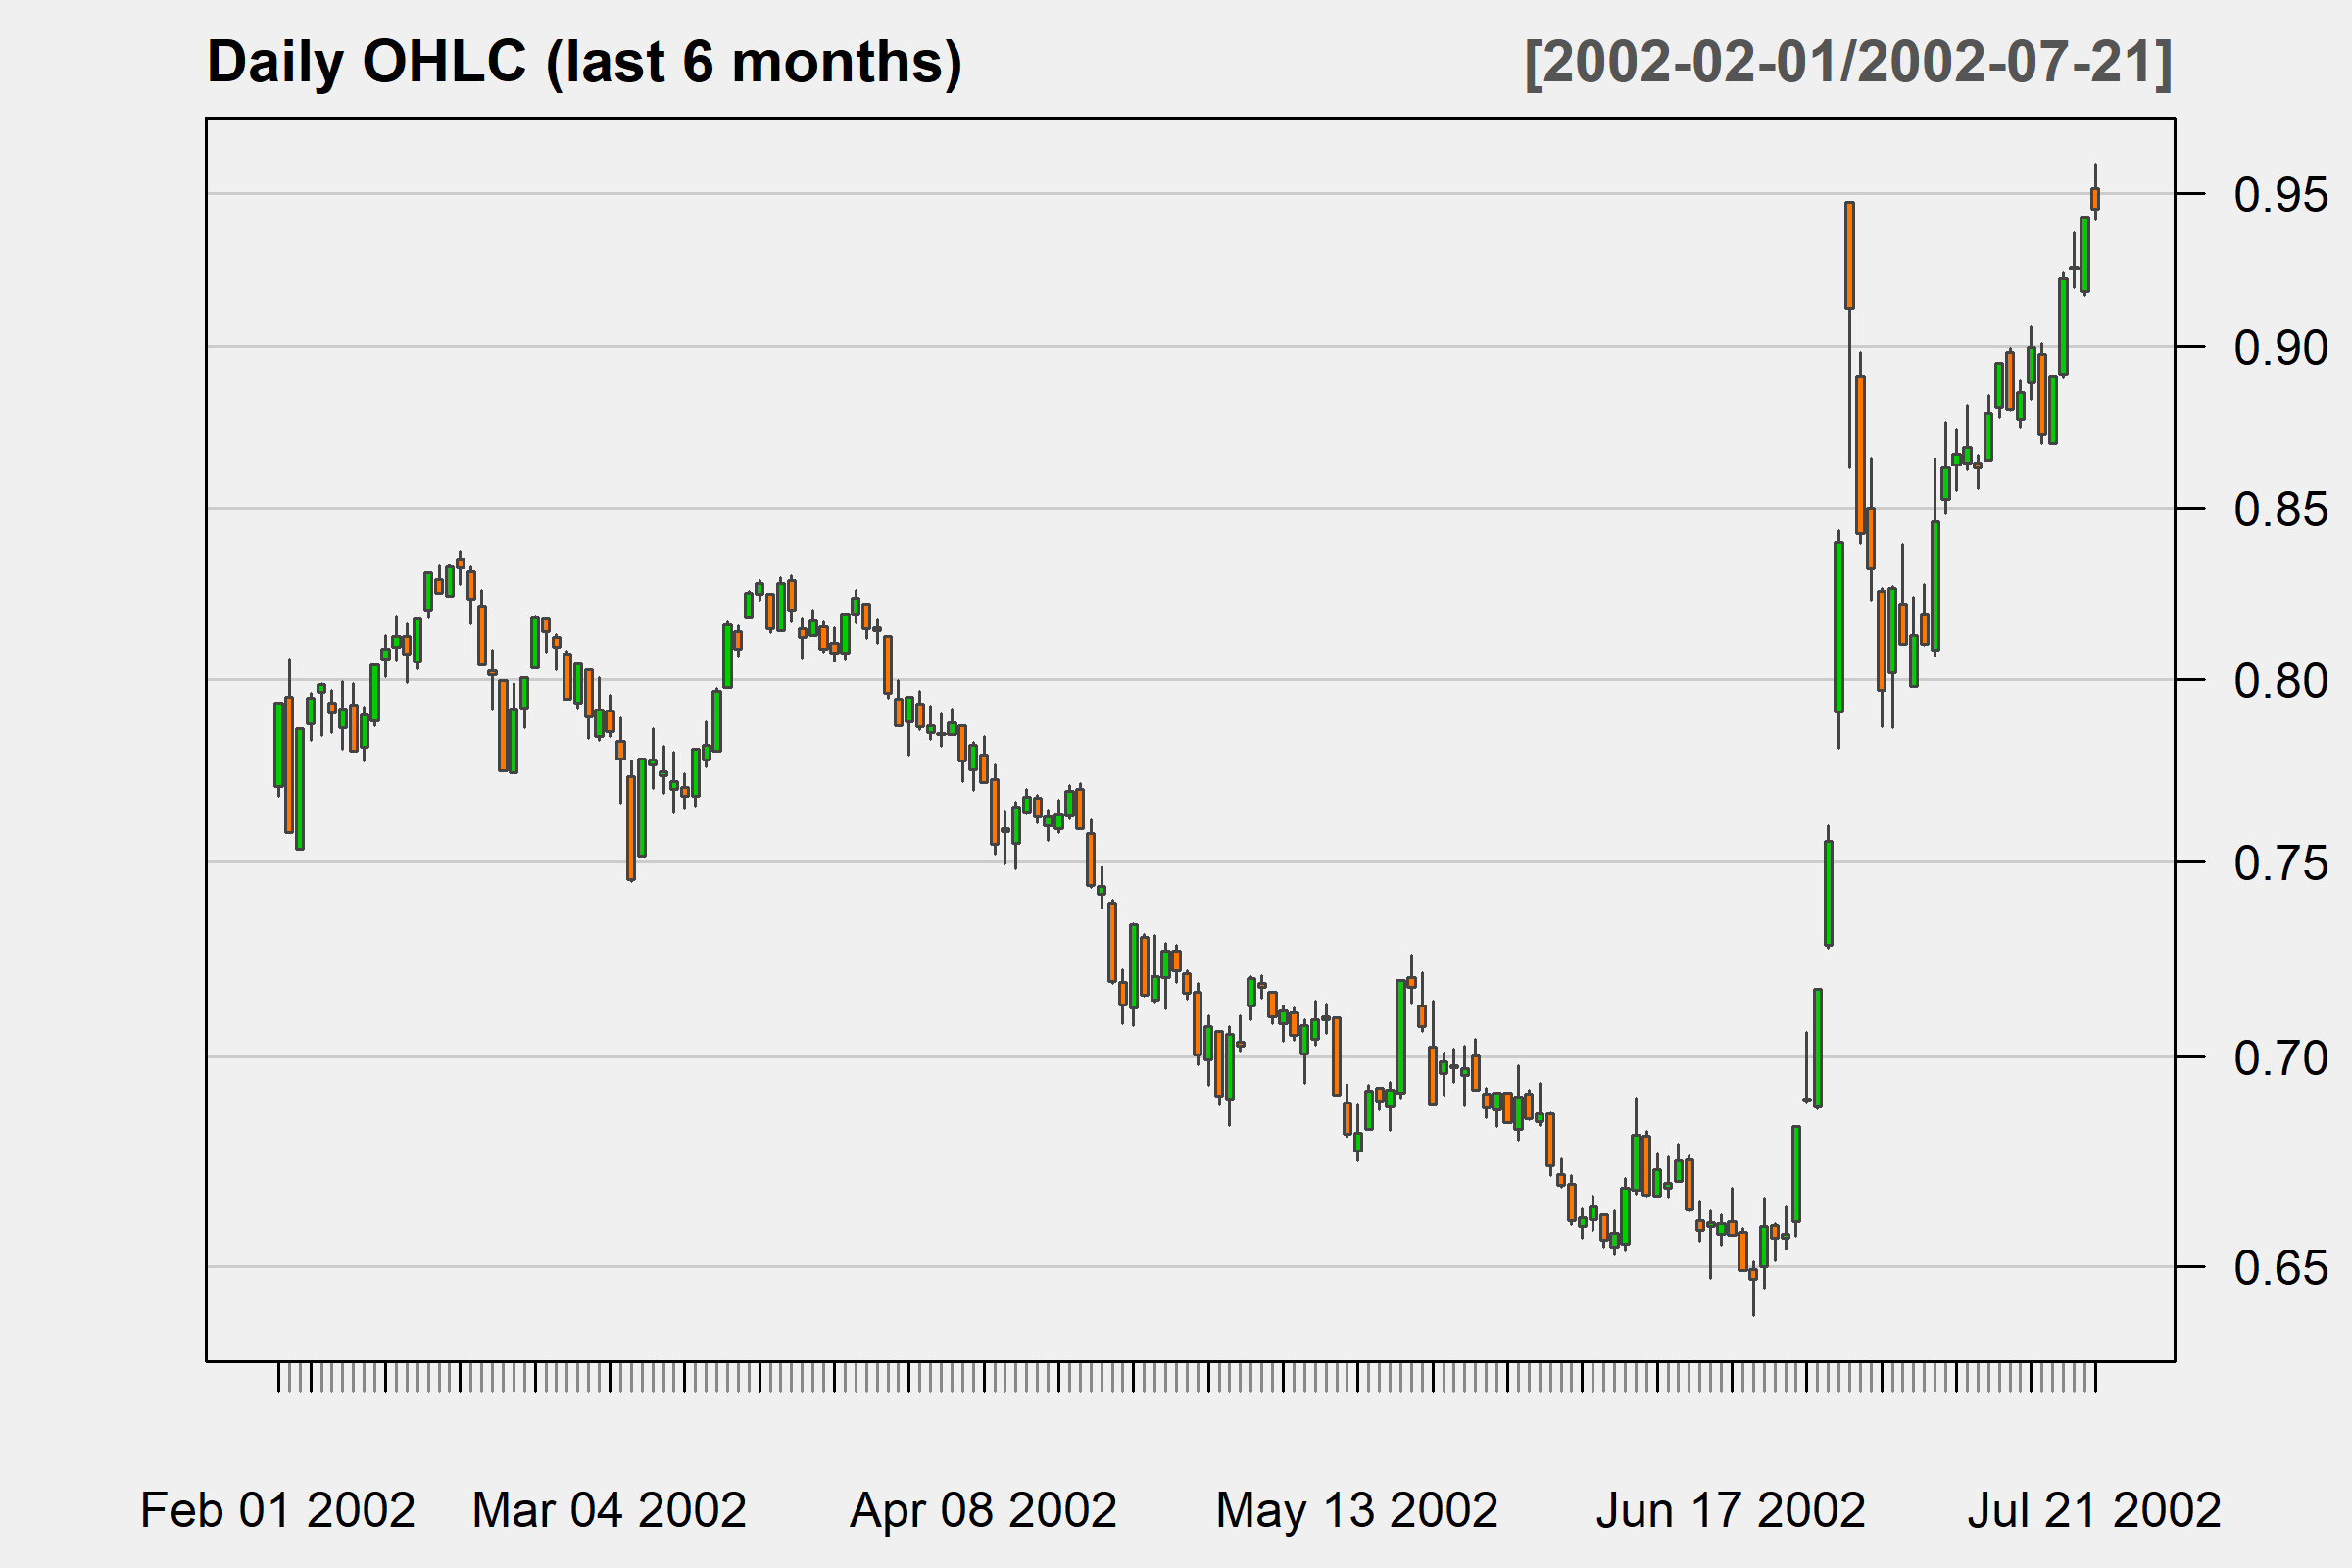 Daily OHLC (last 6 months)
[2002-02-01/2002-07-21]
0.95
0.90
0.85
0.80
0.75
0.70
0.65
Feb 01 2002
Mar 04 2002
Apr 08 2002
May 13 2002
Jun 17 2002
Jul 21 2002